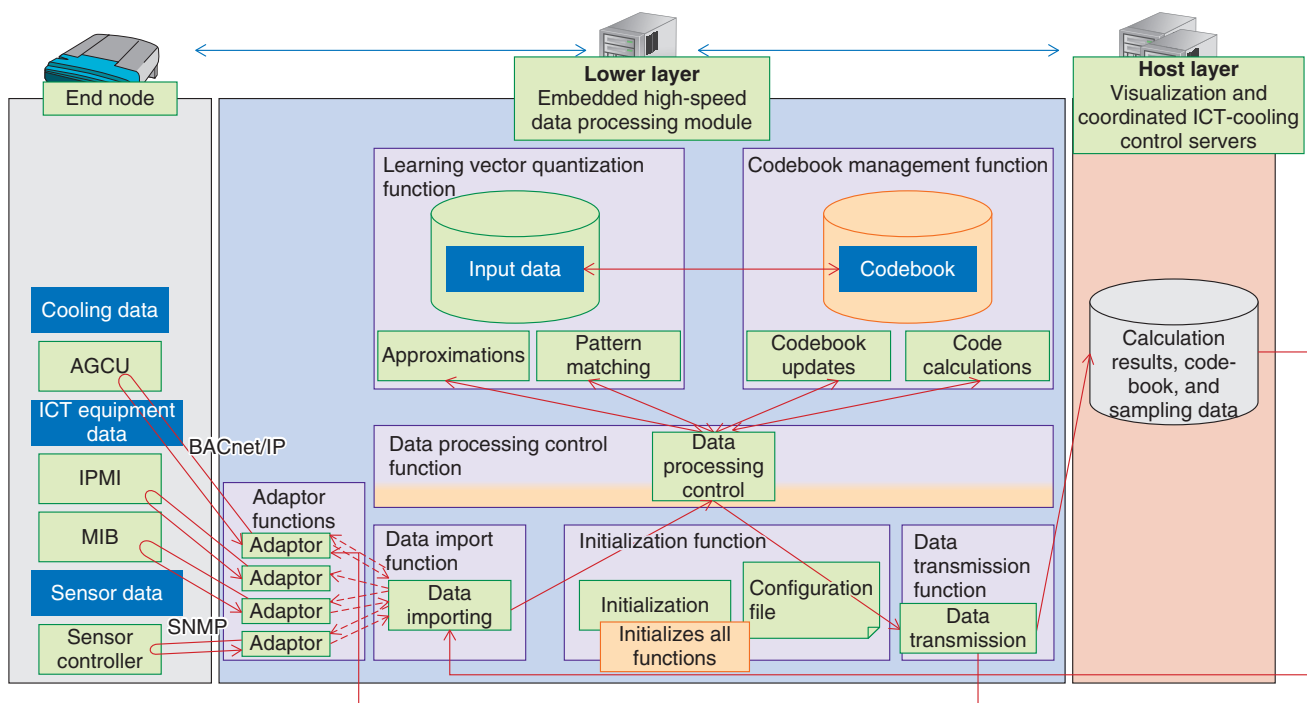 End node
Lower layer
Embedded high-speed
data processing module
Host layer
Visualization and
coordinated ICT-cooling
control servers
Learning vector quantization
function
Input data
Approximations
Pattern
matching
Codebook management function
Codebook
Codebook
updates
Code
calculations
Cooling data
AGCU
ICT equipment
data
IPMI
MIB
Sensor data
Sensor
controller
BACnet/IP
SNMP
Data processing control
function
Data
processing
control
Adaptor
functions
Adaptor
Adaptor
Adaptor
Adaptor
Data import
function
Data
importing
Initialization function
Initialization
Configuration
file
Initializes all
functions
Data
transmission
function
Data
transmission
Calculation
results, code-
book, and
sampling data